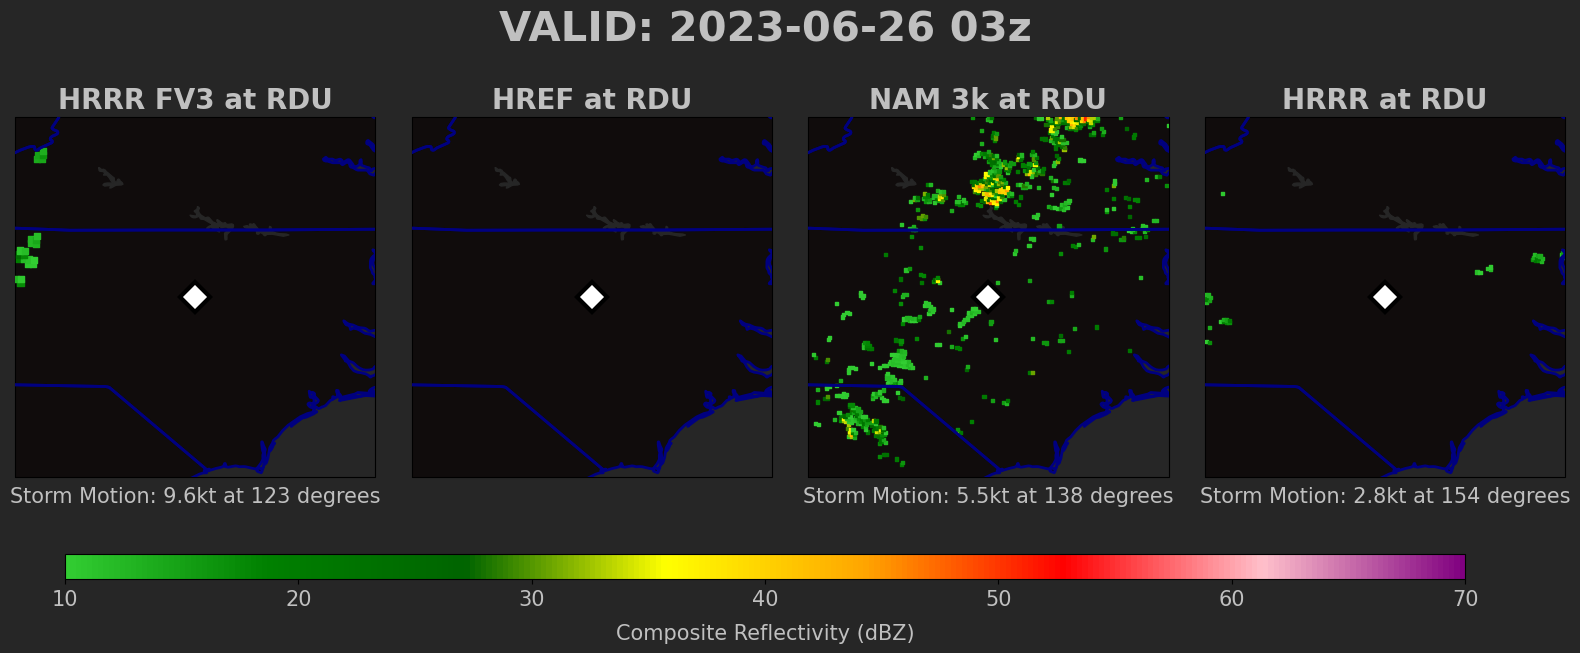 VALID: 2023-06-26 03z
HRRR FV3 at RDU
HREF at RDU
NAM 3k at RDU
HRRR at RDU
Storm Motion: 9.6kt at 123 degrees
Storm Motion: 5.5kt at 138 degrees
Storm Motion: 2.8kt at 154 degrees
10 20 30 40 50 60 70
Composite Reflectivity (dBZ)